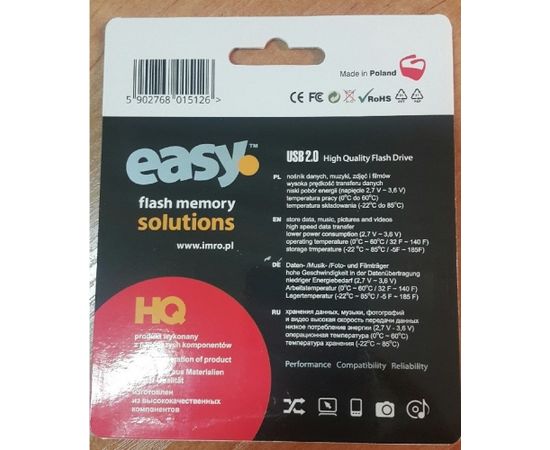 5 902768 015126 >
Made in Poland
CE FC RoHS
easy.™
flash memory
solutions
www.imro.pl
USB 2.0 High Quality Flash Drive
PL nośnik danych, muzyki, zdjęć i filmów
wysoka prędkość transferu danych
niski pobór energii (napięcie 2,7 V ~ 3,6 V)
temperatura pracy (0°C do 60°C)
temperatura składowania (-22°C do 85°C)
EN store data, music, pictures and videos
high speed data transfer
lower power consumption (2,7 V ~ 3,6 V)
operating temperature (0°C ~ 60°C / 32 F ~ 140 F)
storage tmperature (-22°C ~ 85°C / -5F ~ 185F)
DE Daten- /Musik- /Foto- und Filmträger
hohe Geschwindigkeit in der Datenübertragung
niedriger Energiebedarf (2,7 V - 3,6 V)
Arbeitstemperatur (0°C ~ 60°C / 32 F ~ 140 F)
Lagertemperatur (-22 °C ~ 85°C / -5 F ~ 185 F)
RU хранения данных, музыки, фотографий
и видео высокая скорость передачи данных
низкое потребление энергии (2,7 V - 3,6 V)
операционная температура (0°C ~ 60°C)
температура хранения (-22°C ~ 85°C)
Performance Compatibility Reliability
HQ
produkt wykonany
z komponentów
of product
aus Materialien
Qualität
изготовлен
из высококачественных
компонентов